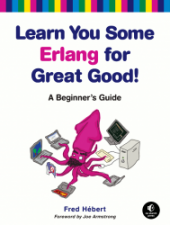 Learn You Some
Erlang for
Great Good!
A Beginner's Guide
Fred Hébert
Foreword by Joe Armstrong